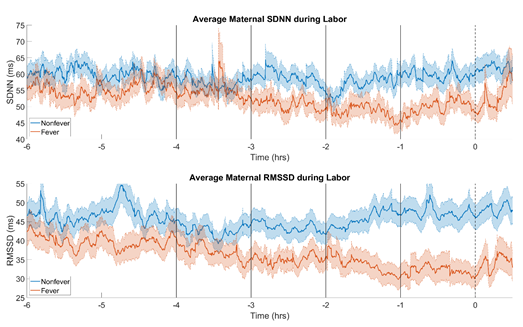 Average Maternal SDNN during Labor
75
70
65
60
55
50
45
40
SDNN (ms)
Nonfever
Fever
-6 -5 -4 -3 -2 -1 0
Time (hrs)
Average Maternal RMSSD during Labor
55
50
45
40
35
30
25
RMSSD (ms)
Nonfever
Fever
-6 -5 -4 -3 -2 -1 0
Time (hrs)